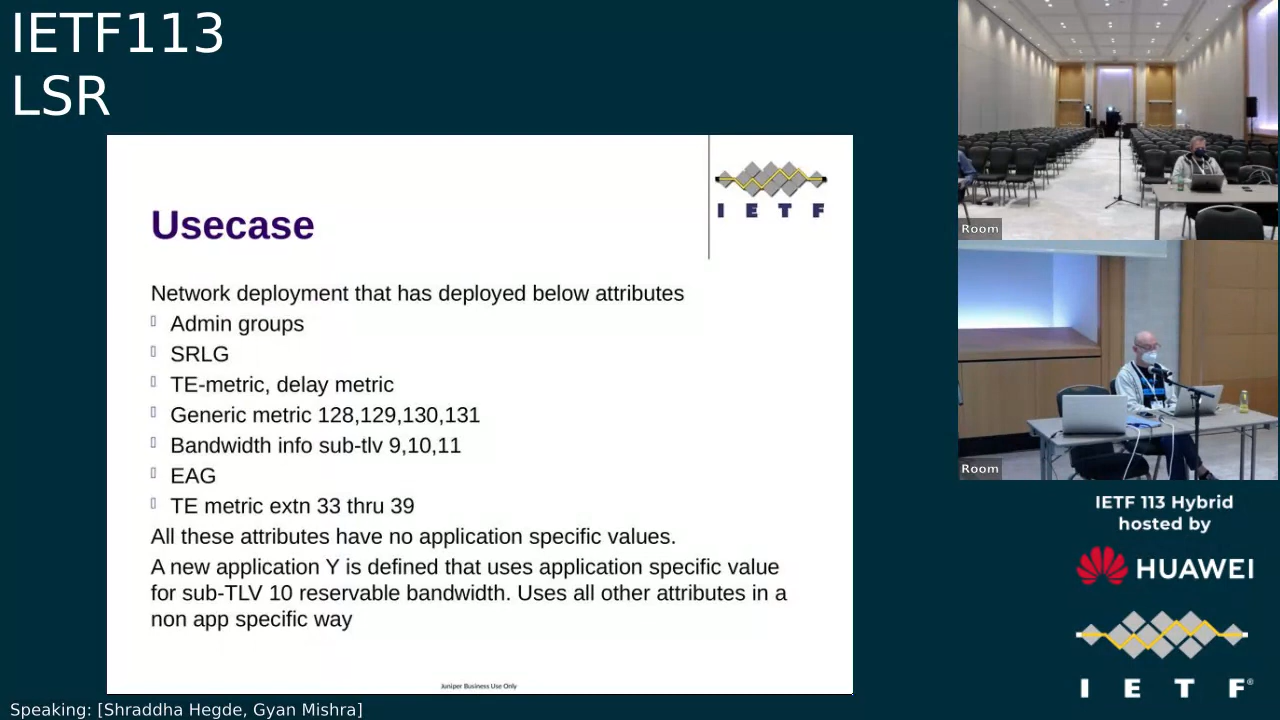 IETF113
LSR
I E T F
Usecase
Network deployment that has deployed below attributes
Admin groups
SRLG
TE-metric, delay metric
Generic metric 128,129,130,131
Bandwidth info sub-tlv 9,10,11
EAG
TE metric extn 33 thru 39
All these attributes have no application specific values.
A new application Y is defined that uses application specific value
for sub-TLV 10 reservable bandwidth. Uses all other attributes in a
non app specific way
Juniper Business Use Only
Room
Room
IETF 113 Hybrid
hosted by
HUAWEI
I E T F®
Speaking: [Shraddha Hegde, Gyan Mishra]